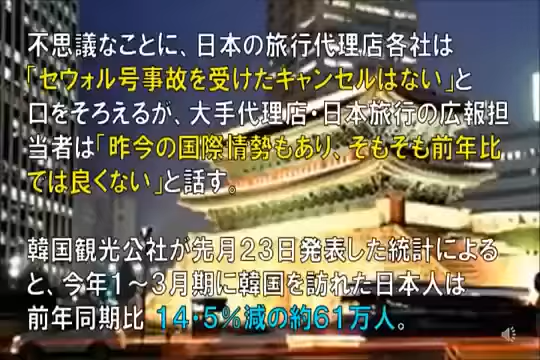 不思議なことに、日本の旅行代理店各社は
「セウォル号事故を受けたキャンセルはない」と
口をそろえるが、大手代理店・日本旅行の広報担
当者は「昨今の国際情勢もあり、そもそも前年比
では良くない」と話す。
韓国観光公社が先月23日発表した統計による
と、今年1～3月期に韓国を訪れた日本人は
前年同期比 14・5%減の約61万人。